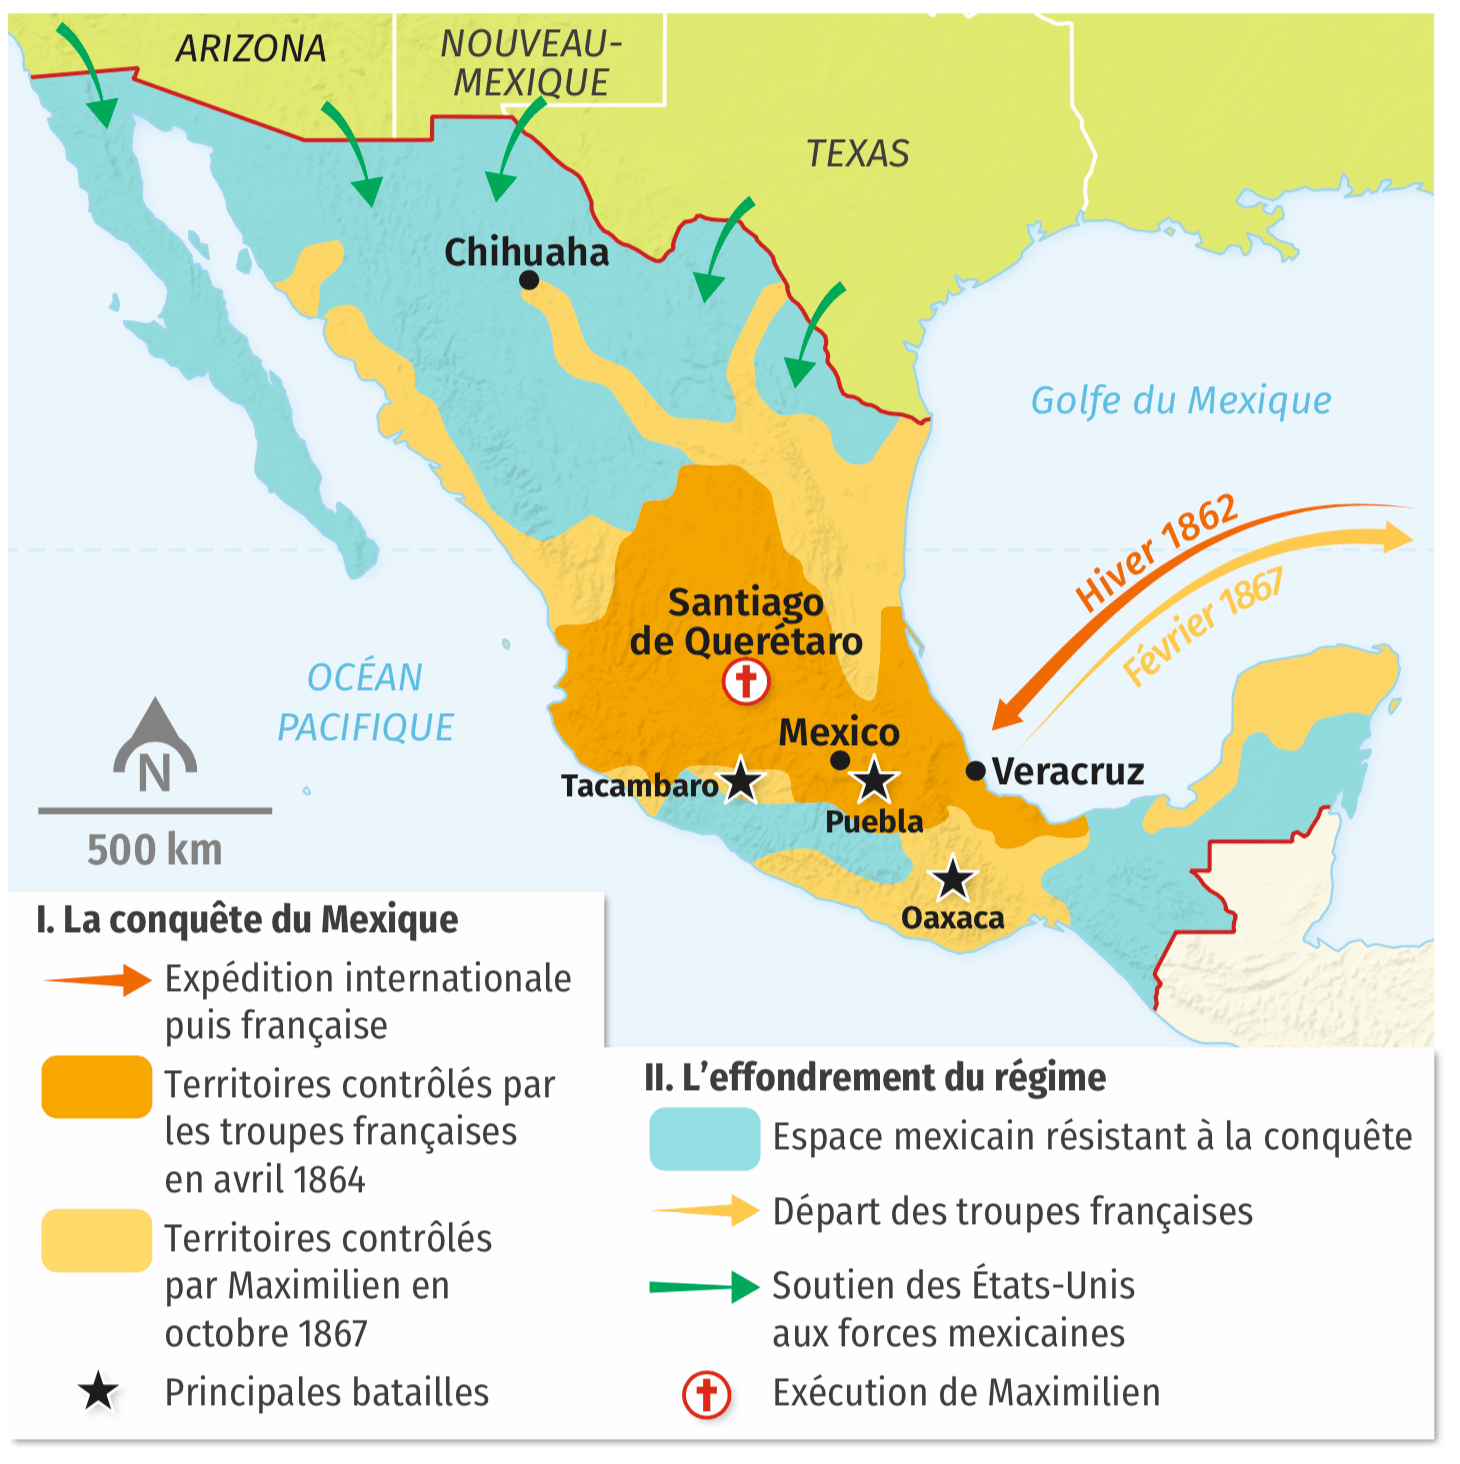 ARIZONA
NOUVEAU-
MEXIQUE
TEXAS
Chihuaha
Golfe du Mexique
Hiver 1862
Février 1867
Santiago
de Querétaro
OCÉAN
PACIFIQUE
N
500 km
Mexico
Veracruz
Tacambaro
Puebla
Oaxaca
I. La conquête du Mexique
Expédition internationale
puis française
Territoires contrôlés par
les troupes françaises
en avril 1864
Territoires contrôlés
par Maximilien en
octobre 1867
Principales batailles
II. L’effondrement du régime
Espace mexicain résistant à la conquête
Départ des troupes françaises
Soutien des États-Unis
aux forces mexicaines
Exécution de Maximilien